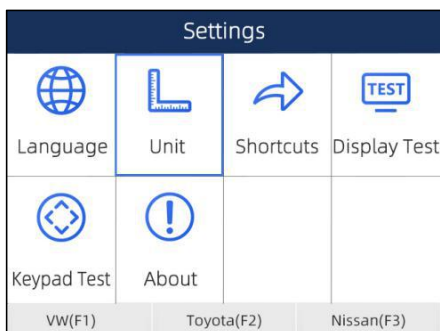 Settings
Language Unit Shortcuts TEST Display Test
Keypad Test About
VW(F1) Toyota(F2) Nissan(F3)